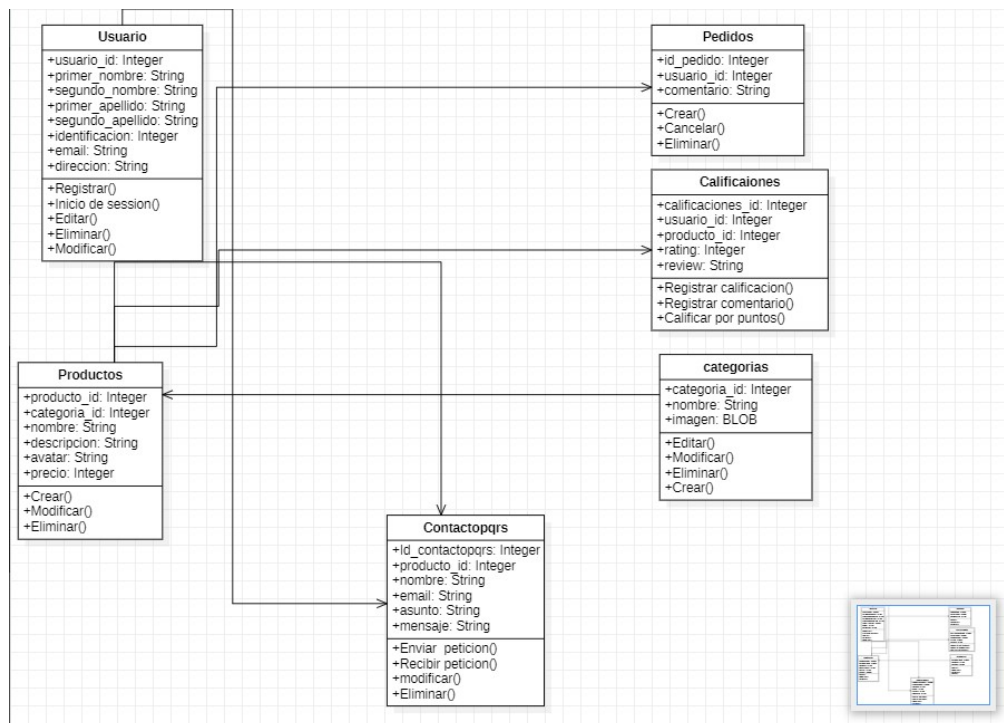 Usuario
+usuario_id: Integer
+primer_nombre: String
+segundo_nombre: String
+primer_apellido: String
+segundo_apellido: String
+identificacion: Integer
+email: String
+direccion: String
+Registrar()
+Inicio de session()
+Editar()
+Eliminar()
+Modificar()
Pedidos
+id_pedido: Integer
+usuario_id: Integer
+comentario: String
+Crear()
+Cancelar()
+Eliminar()
Calificaiones
+calificaciones_id: Integer
+usuario_id: Integer
+producto_id: Integer
+rating: Integer
+review: String
+Registrar calificacion()
+Registrar comentario()
+Calificar por puntos()
Productos
+producto_id: Integer
+categoria_id: Integer
+nombre: String
+descripcion: String
+avatar: String
+precio: Integer
+Crear()
+Modificar()
+Eliminar()
categorias
+categoria_id: Integer
+nombre: String
+imagen: BLOB
+Editar()
+Modificar()
+Eliminar()
+Crear()
Contactopqrs
+Id_contactopqrs: Integer
+producto_id: Integer
+nombre: String
+email: String
+asunto: String
+mensaje: String
+Enviar peticion()
+Recibir peticion()
+modificar()
+Eliminar()